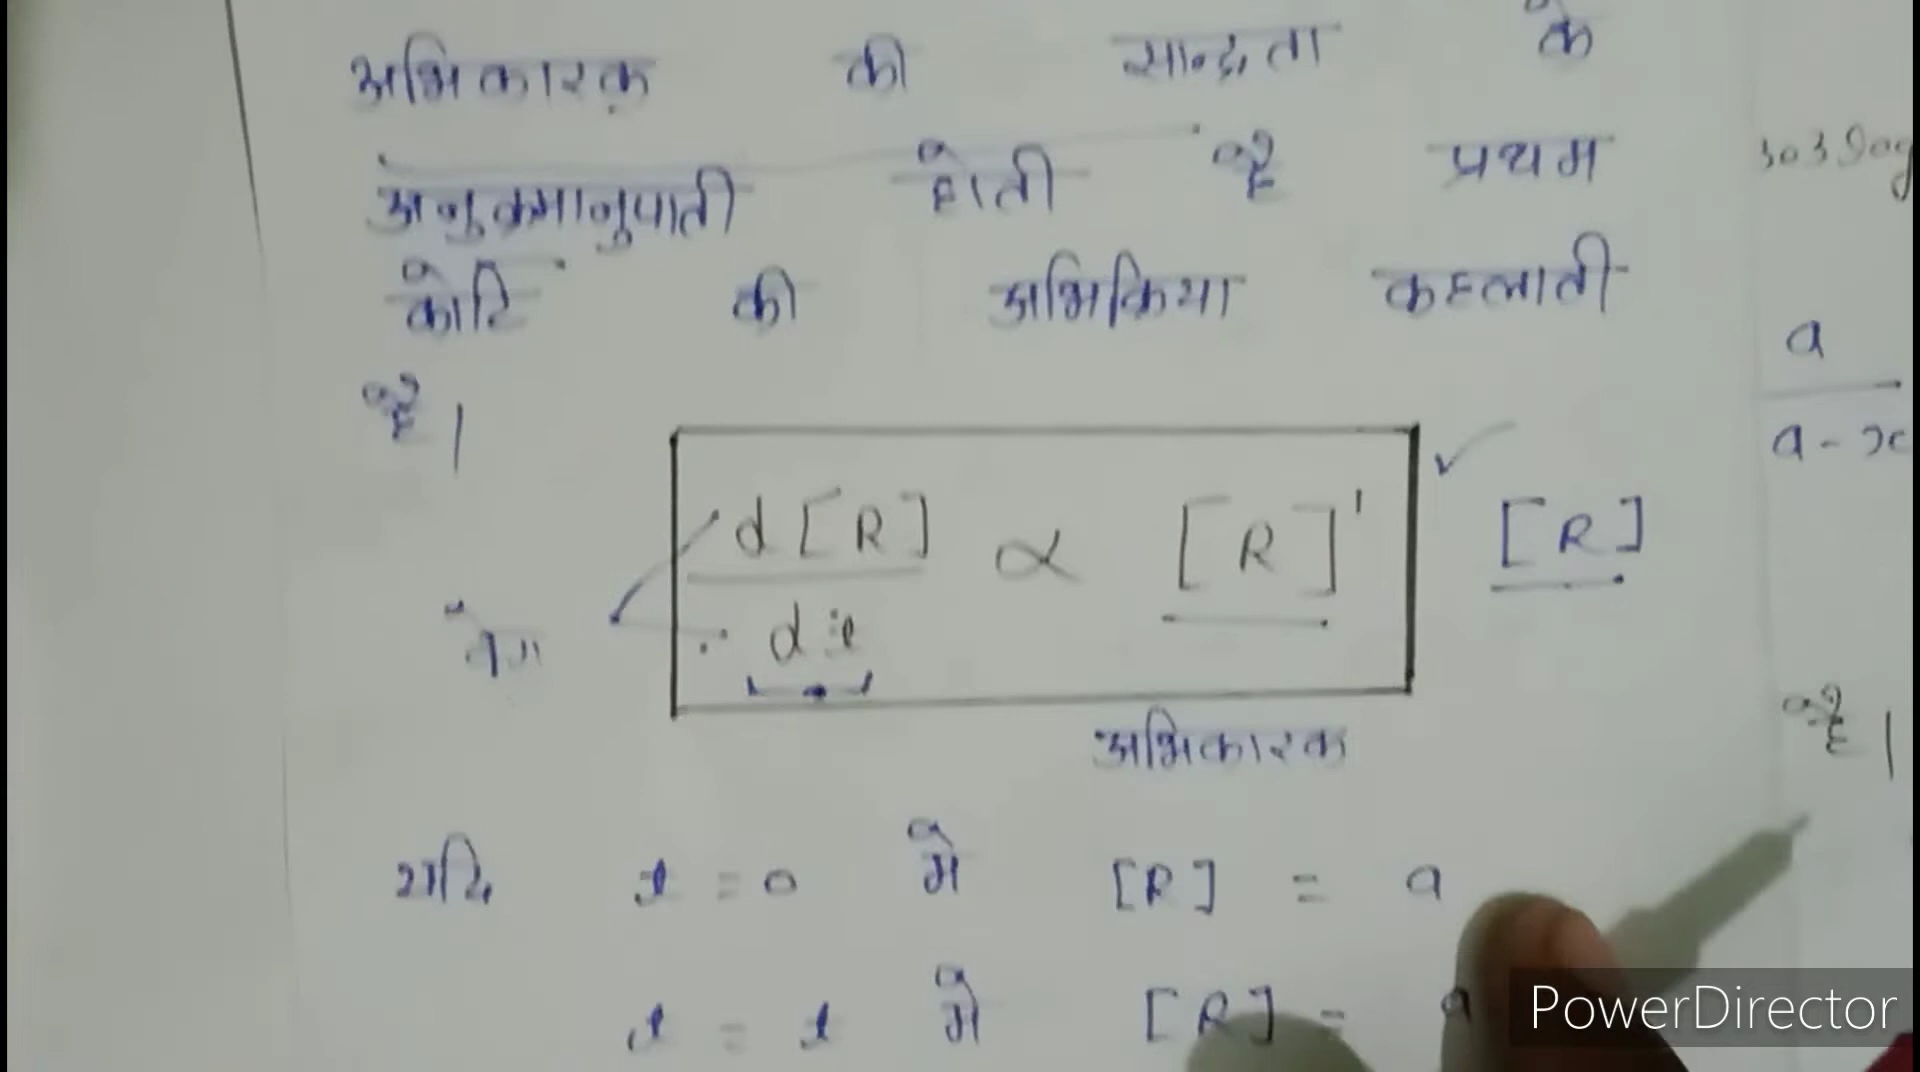 अभिकारक की सान्द्रता के
अनुक्रमानुपाती होती है प्रथम
कोटि की अभिक्रिया कहलाती
है।
d[R] ∝ [R]¹ [R]
dt
वेग
अभिकारक
यदि t = 0 में [R] = a
t = t में [R] = a
a
a - x
है।
PowerDirector